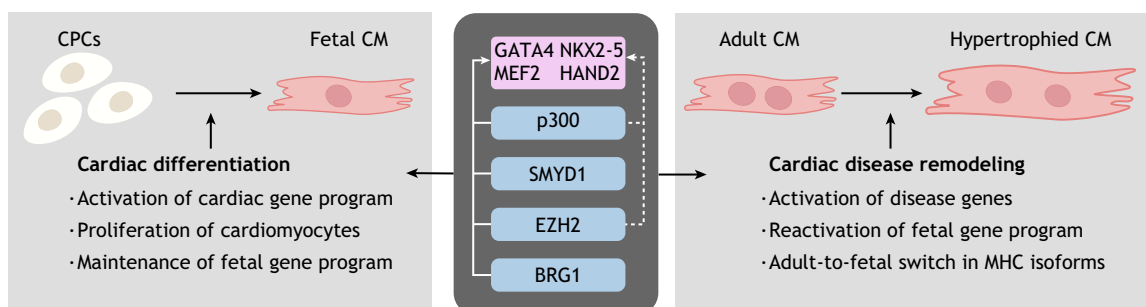 CPCs
Fetal CM
Cardiac differentiation
·Activation of cardiac gene program
·Proliferation of cardiomyocytes
·Maintenance of fetal gene program
GATA4 NKX2-5
MEF2 HAND2
p300
SMYD1
EZH2
BRG1
Adult CM
Hypertrophied CM
Cardiac disease remodeling
·Activation of disease genes
·Reactivation of fetal gene program
·Adult-to-fetal switch in MHC isoforms